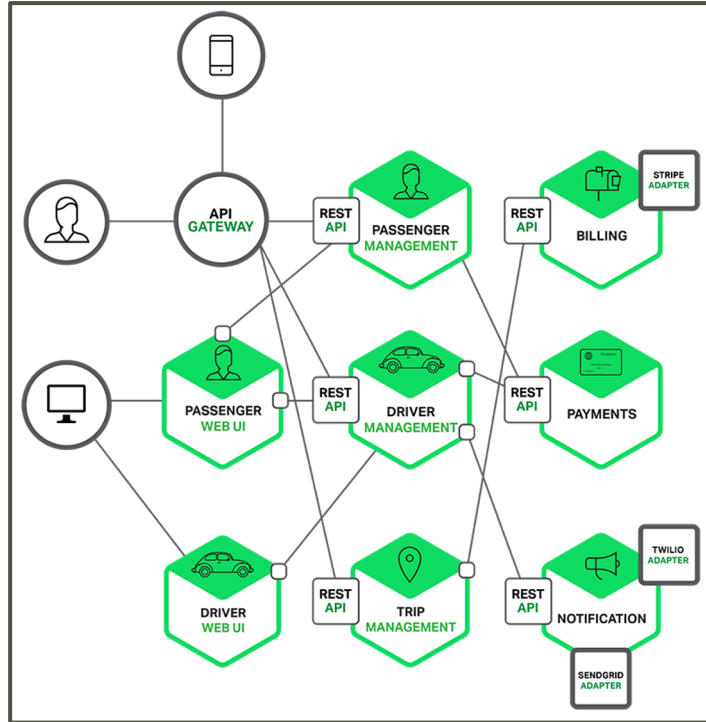 API
GATEWAY
REST
API
PASSENGER
MANAGEMENT
REST
API
BILLING
STRIPE
ADAPTER
PASSENGER
WEB UI
REST
API
DRIVER
MANAGEMENT
REST
API
PAYMENTS
DRIVER
WEB UI
REST
API
TRIP
MANAGEMENT
REST
API
NOTIFICATION
TWILIO
ADAPTER
SENDGRID
ADAPTER